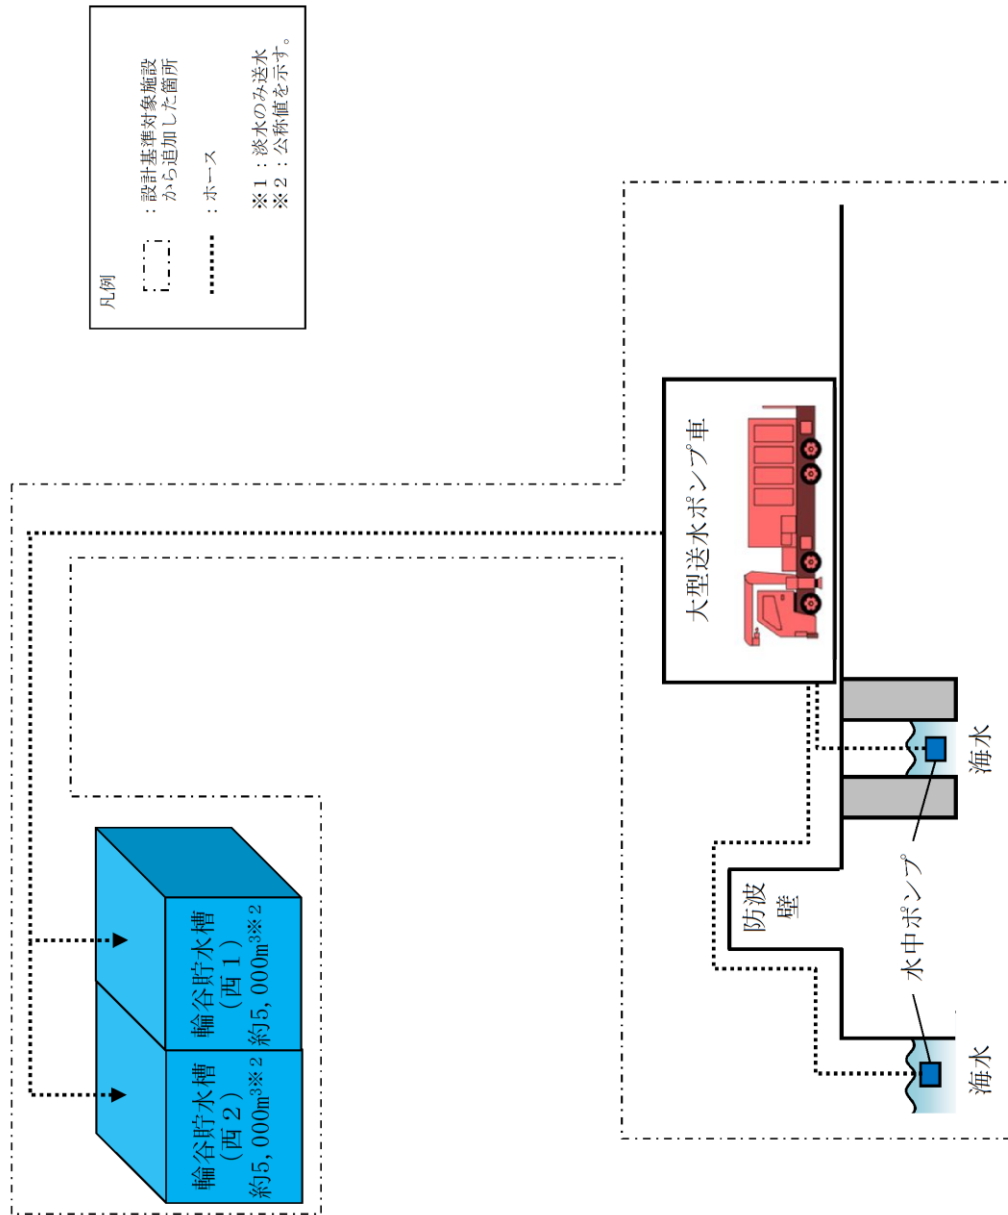 凡例
：設計基準対象施設
から追加した箇所
：ホース
※１：淡水のみ送水
※２：公称値を示す。
輪谷貯水槽
（西２）
約5,000m³※２
輪谷貯水槽
（西１）
約5,000m³※２
大型送水ポンプ車
防波
壁
水中ポンプ
海水
海水